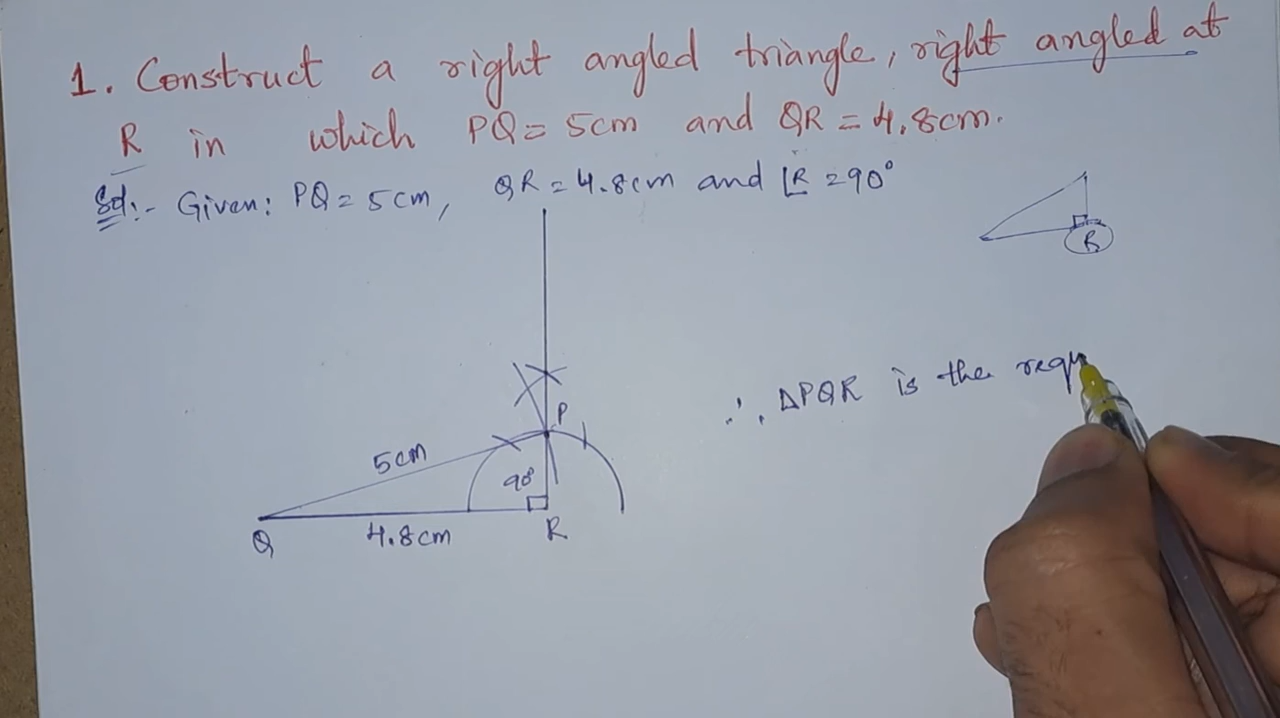 1. Construct a right angled triangle, right angled at
R in which PQ = 5cm and QR = 4.8cm.
Sol:- Given: PQ = 5cm, QR = 4.8cm and ∟R = 90°
R
∴ ΔPQR is the requ
P
5cm
90°
Q
4.8cm
R